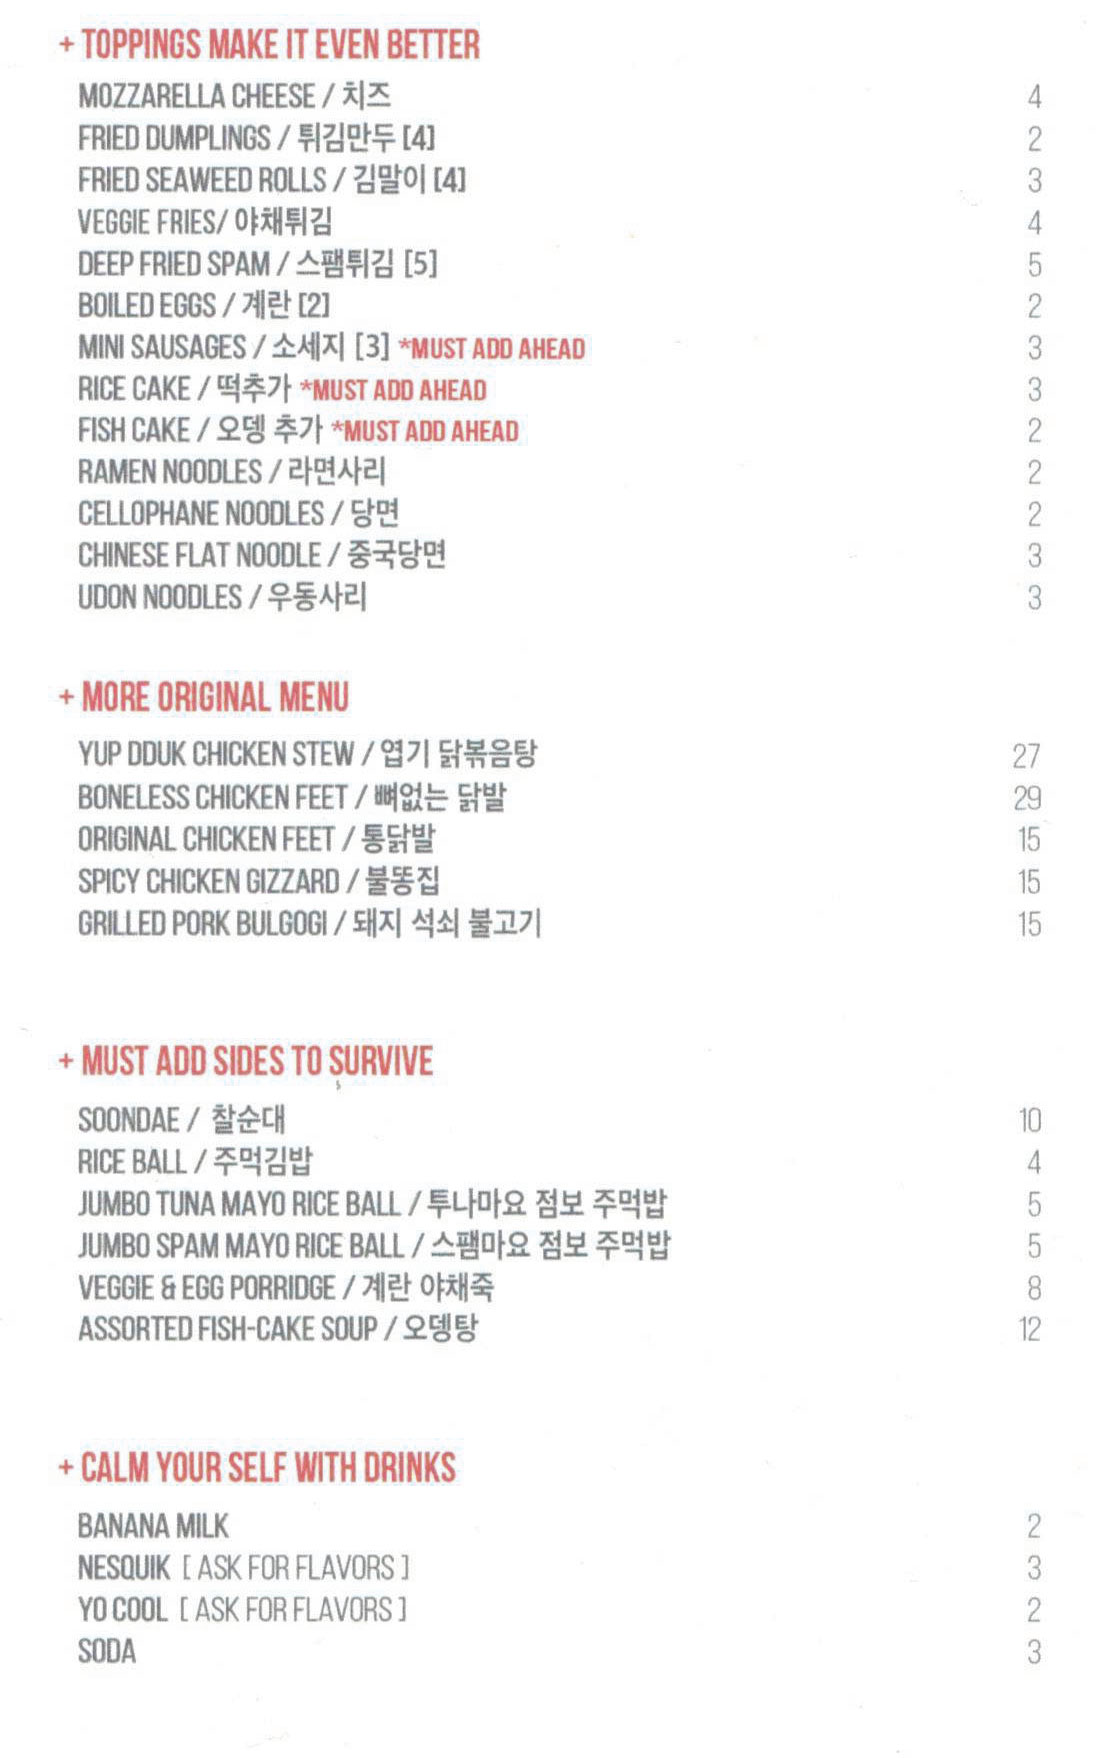 + TOPPINGS MAKE IT EVEN BETTER
MOZZARELLA CHEESE / 치즈 4
FRIED DUMPLINGS / 튀김만두 [4] 2
FRIED SEAWEED ROLLS / 김말이 [4] 3
VEGGIE FRIES/ 야채튀김 4
DEEP FRIED SPAM / 스팸튀김 [5] 5
BOILED EGGS / 계란 [2] 2
MINI SAUSAGES / 소세지 [3] *MUST ADD AHEAD 3
RICE CAKE / 떡추가 *MUST ADD AHEAD 3
FISH CAKE / 오뎅 추가 *MUST ADD AHEAD 2
RAMEN NOODLES / 라면사리 2
CELLOPHANE NOODLES / 당면 2
CHINESE FLAT NOODLE / 중국당면 3
UDON NOODLES / 우동사리 3
+ MORE ORIGINAL MENU
YUP DDUK CHICKEN STEW / 엽기 닭볶음탕 27
BONELESS CHICKEN FEET / 뼈없는 닭발 29
ORIGINAL CHICKEN FEET / 통닭발 15
SPICY CHICKEN GIZZARD / 불똥집 15
GRILLED PORK BULGOGI / 돼지 석쇠 불고기 15
+ MUST ADD SIDES TO SURVIVE
SOONDAE / 찰순대 10
RICE BALL / 주먹김밥 4
JUMBO TUNA MAYO RICE BALL / 투나마요 점보 주먹밥 5
JUMBO SPAM MAYO RICE BALL / 스팸마요 점보 주먹밥 5
VEGGIE & EGG PORRIDGE / 계란 야채죽 8
ASSORTED FISH-CAKE SOUP / 오뎅탕 12
+ CALM YOUR SELF WITH DRINKS
BANANA MILK 2
NESQUIK [ ASK FOR FLAVORS ] 3
YO COOL [ ASK FOR FLAVORS ] 2
SODA 3